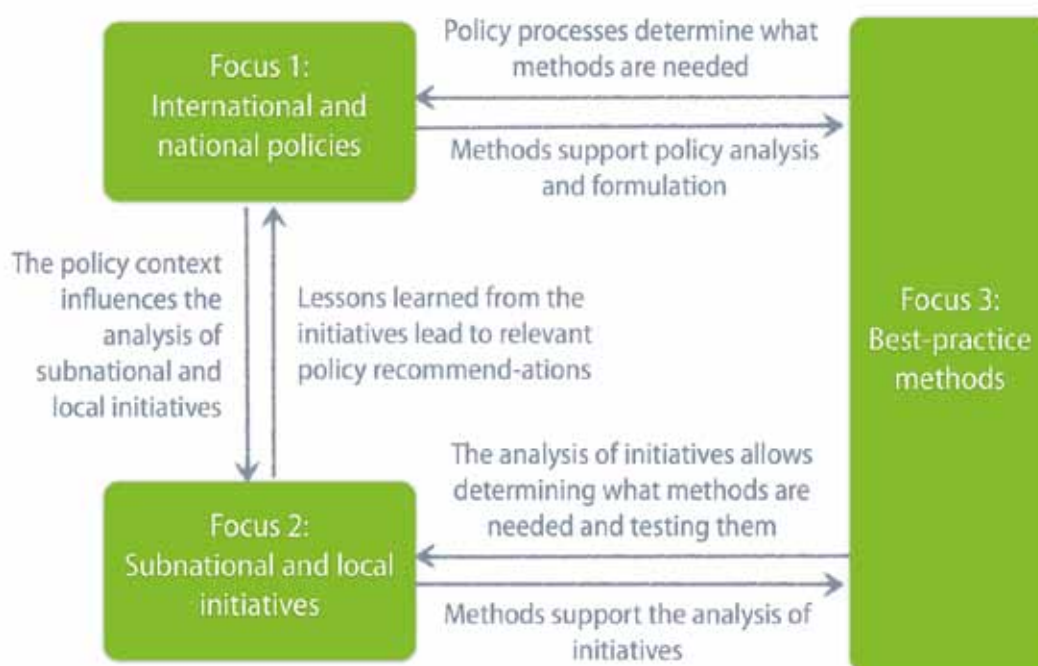 Focus 1:
International and
national policies
Policy processes determine what
methods are needed
Methods support policy analysis
and formulation
The policy context
influences the
analysis of
subnational and
local initiatives
Lessons learned from the
initiatives lead to relevant
policy recommend-ations
Focus 3:
Best-practice
methods
Focus 2:
Subnational and local
initiatives
The analysis of initiatives allows
determining what methods are
needed and testing them
Methods support the analysis of
initiatives